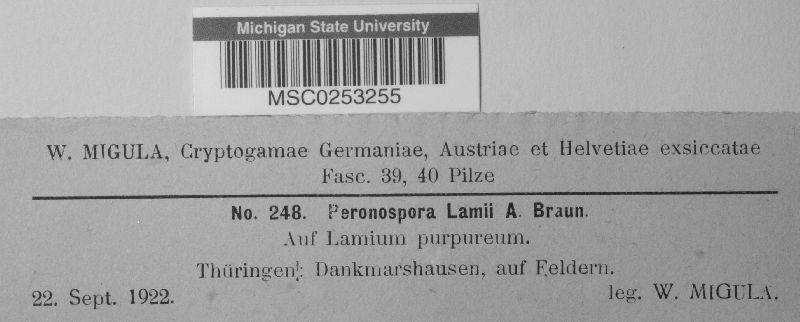 Michigan State University
MSC0253255
W. MIGULA, Cryptogamae Germaniae, Austriae et Helvetiae exsiccatae
Fasc. 39, 40 Pilze
No. 248. Peronospora Lamii A. Braun.
Auf Lamium purpureum.
Thüringen: Dankmarshausen, auf Feldern.
22. Sept. 1922. leg. W. MIGULA.